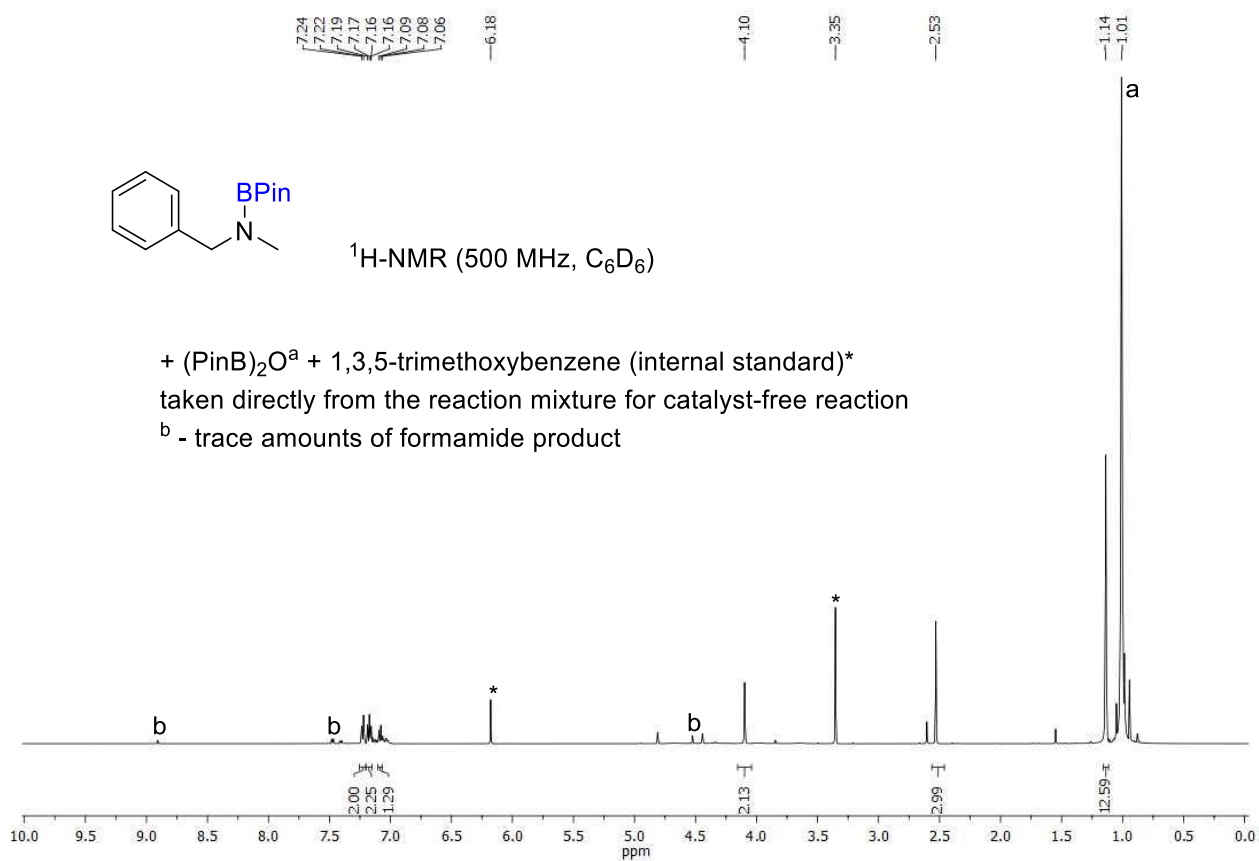 7.24 7.22 7.19 7.17 7.16 7.16 7.09 7.08 7.06 6.18 4.10 3.35 2.53 1.14 1.01
a
BPin
N
¹H-NMR (500 MHz, C₆D₆)
+ (PinB)₂Oᵃ + 1,3,5-trimethoxybenzene (internal standard)*
taken directly from the reaction mixture for catalyst-free reaction
ᵇ - trace amounts of formamide product
b b * b *
2.00 2.25 1.29 2.13 2.99 12.59
10.0 9.5 9.0 8.5 8.0 7.5 7.0 6.5 6.0 5.5 5.0 4.5 4.0 3.5 3.0 2.5 2.0 1.5 1.0 0.5 0.0
ppm